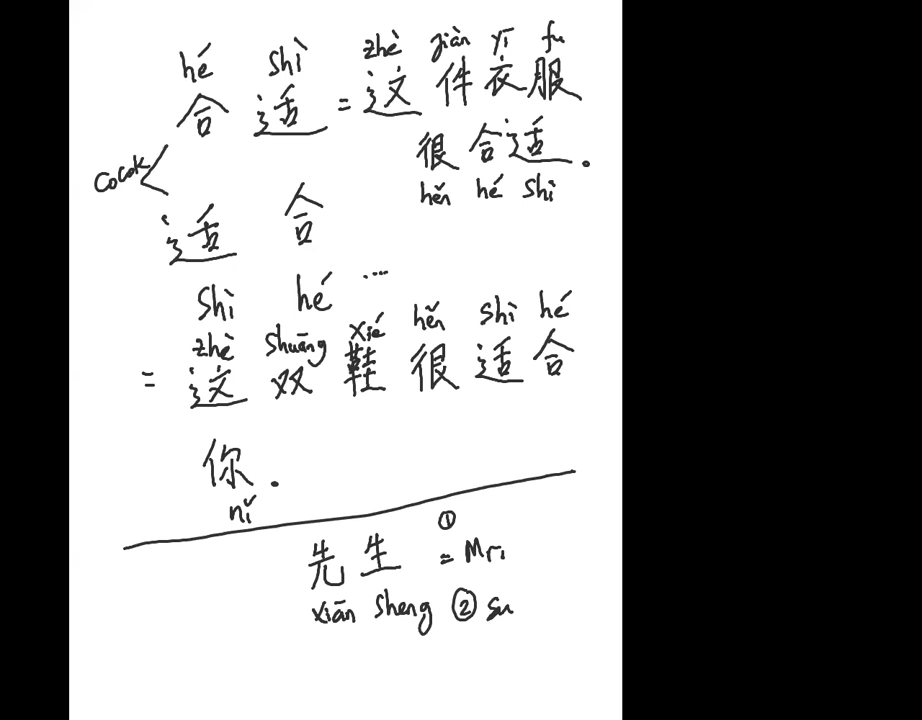 hé shì zhè jiàn yī fu
合 适 = 这 件 衣 服
很 合 适 .
hěn hé shì
cocok
适 合
shì hé ....
zhè shuāng xié hěn shì hé
= 这 双 鞋 很 适 合
你 .
nǐ
①
先 生 = Mr.
xiān sheng ② su